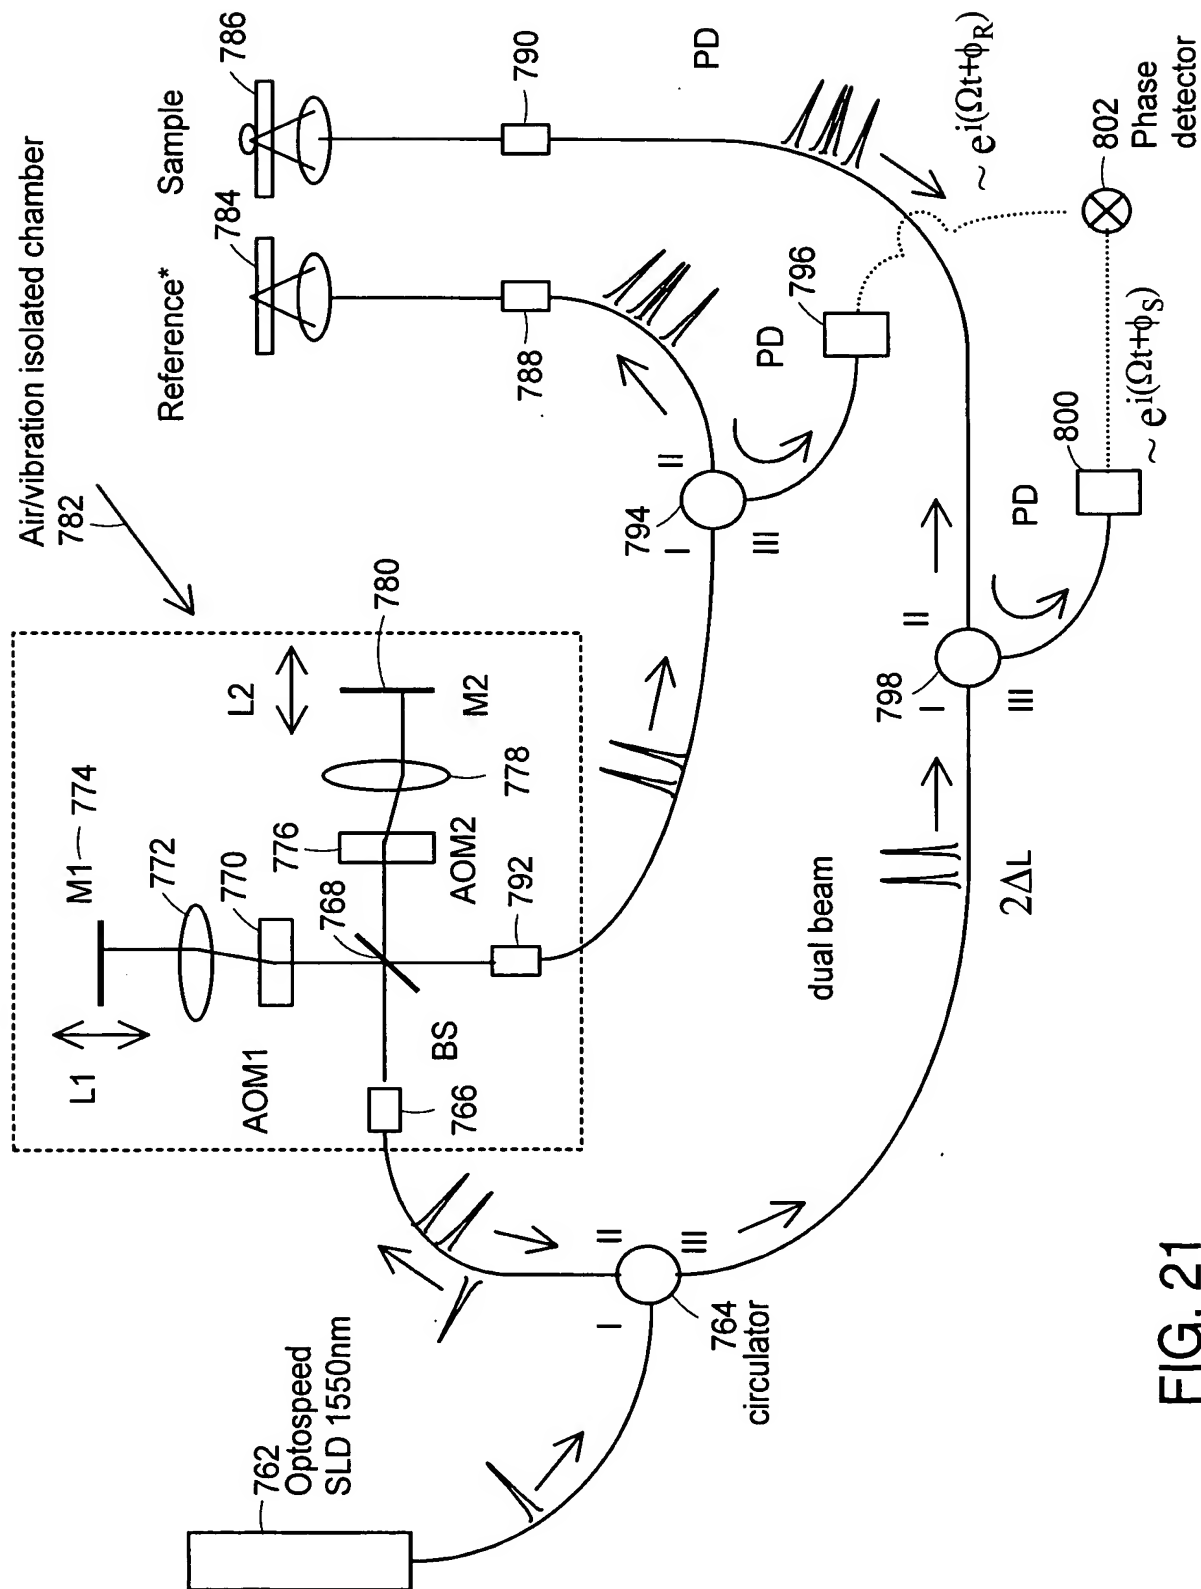 Air/vibration isolated chamber
782
Reference*
Sample
784
786
788
790
L1
M1
774
772
770
AOM1
768
BS
766
L2
780
M2
778
776
AOM2
792
762
Optospeed
SLD 1550nm
I
II
III
764
circulator
794
I
II
III
PD
796
PD
~ e^i(Ωt+ϕ_R)
802
Phase
detector
dual beam
2ΔL
798
I
II
III
PD
800
~ e^i(Ωt+ϕ_S)
FIG. 21